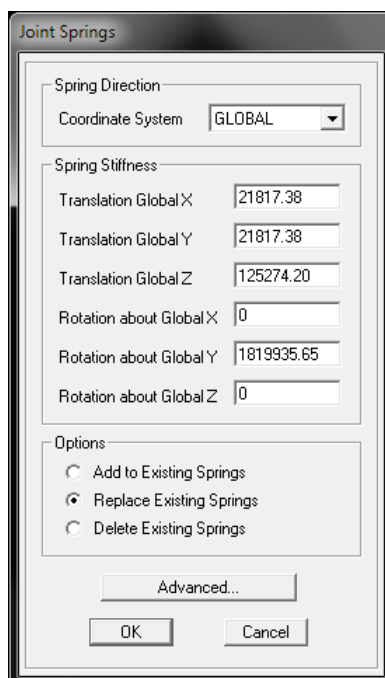 Joint Springs
Spring Direction
Coordinate System GLOBAL
Spring Stiffness
Translation Global X 21817.38
Translation Global Y 21817.38
Translation Global Z 125274.20
Rotation about Global X 0
Rotation about Global Y 1819935.65
Rotation about Global Z 0
Options
Add to Existing Springs
Replace Existing Springs
Delete Existing Springs
Advanced...
OK Cancel